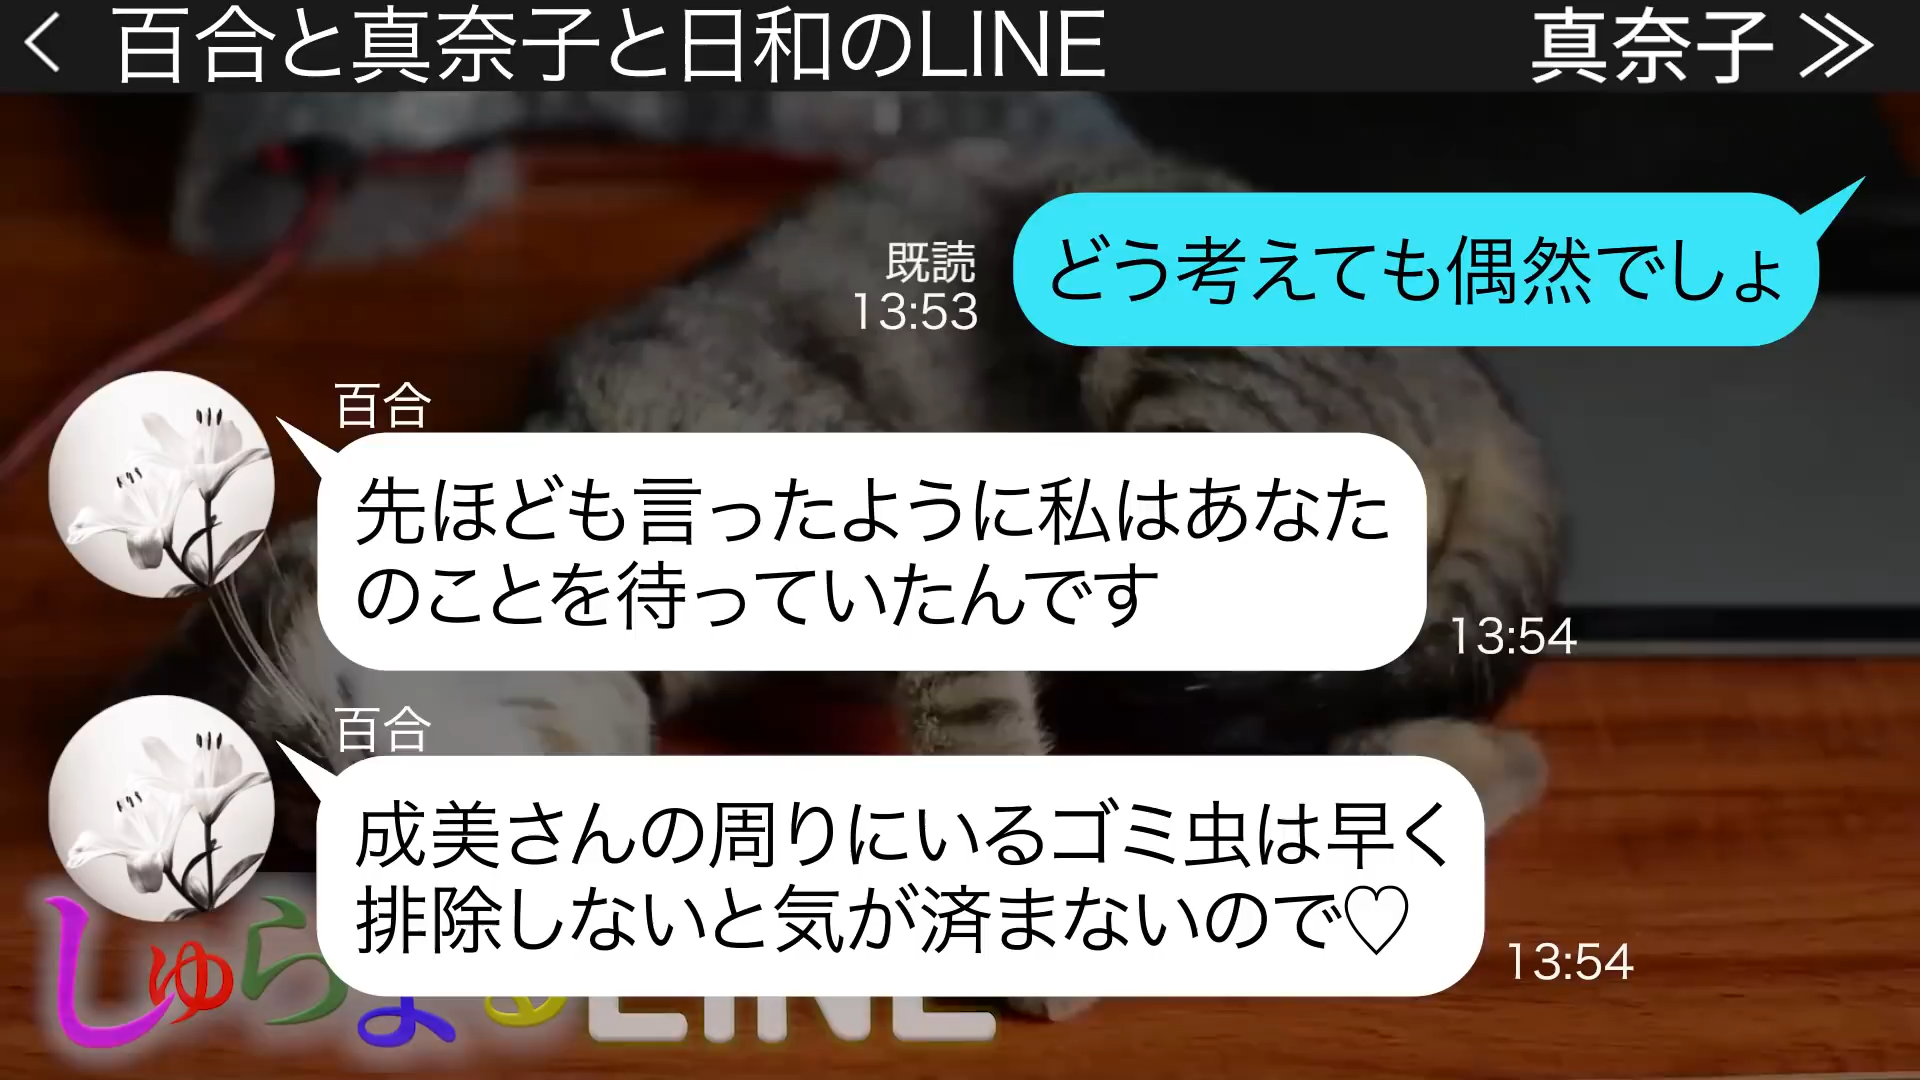 百合と真奈子と日和のLINE
真奈子
どう考えても偶然でしょ
既読
13:53
百合
先ほども言ったように私はあなた
のことを待っていたんです
13:54
百合
成美さんの周りにいるゴミ虫は早く
排除しないと気が済まないので♡
13:54
しゅら
LINE